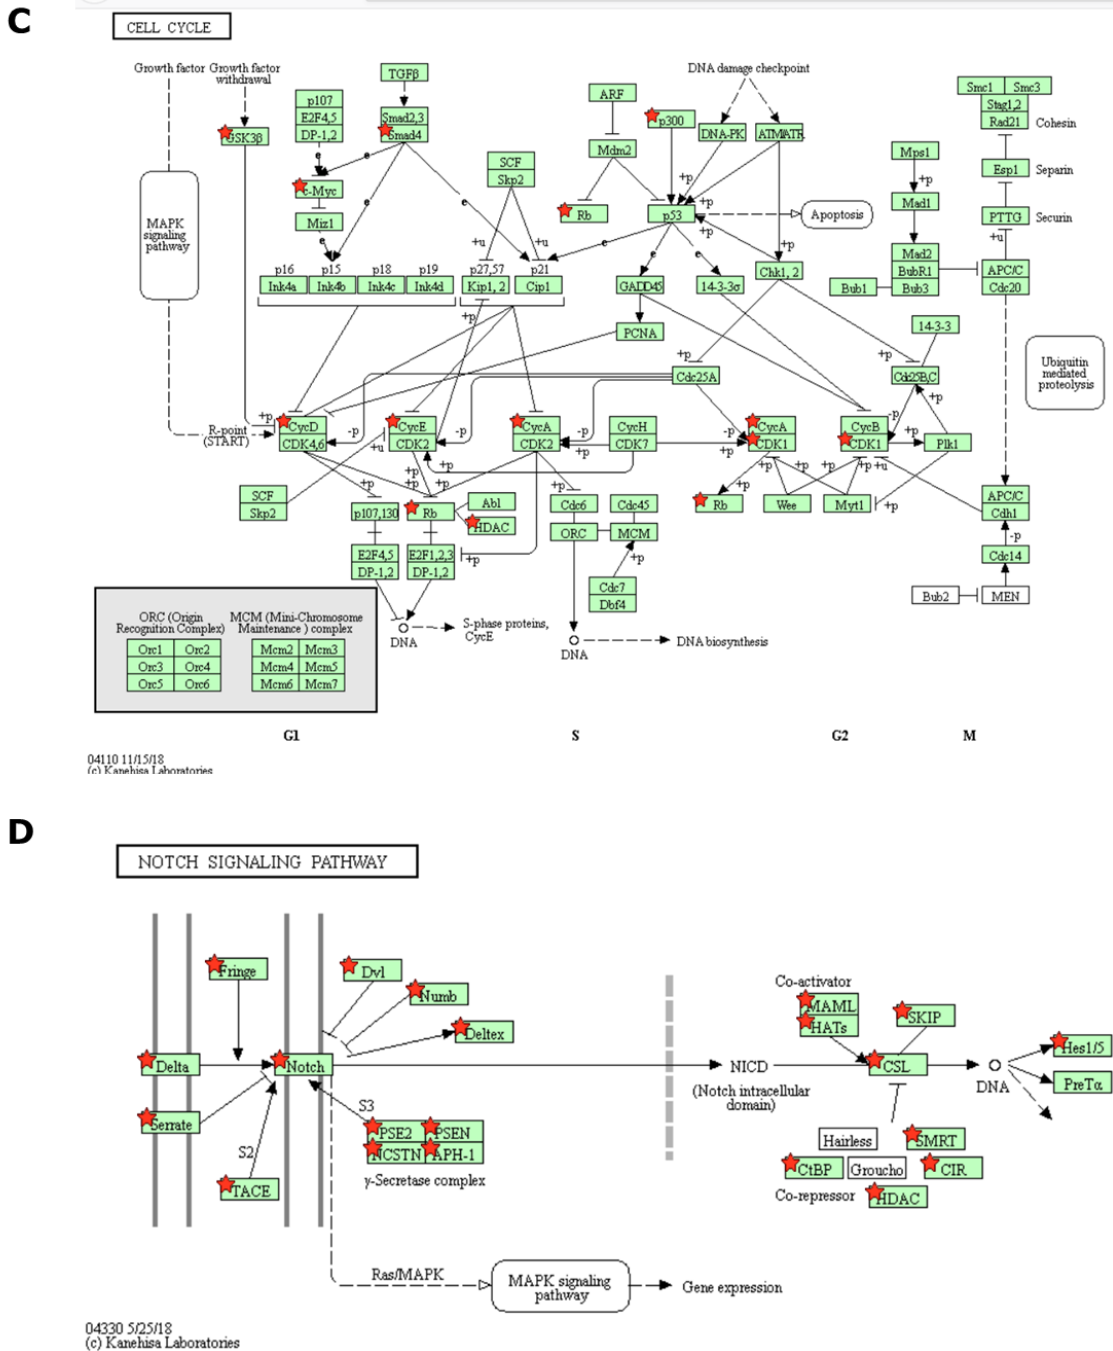 C
CELL CYCLE
Growth factor
Growth factor
withdrawal
TGFβ
DNA damage checkpoint
Smc1
Smc3
p107
E2F4,5
DP-1,2
Smad2,3
Smad4
ARF
p300
Stag1,2
Rad21
Cohesin
GSK3β
DNA-PK
ATM/ATR
Mdm2
Mps1
e
e
SCF
Skp2
+p
Esp1
Separin
c-Myc
+p
+p
Mad1
Miz1
e
e
Rb
p53
+p
Apoptosis
PTTG
Securin
MAPK
signaling
pathway
e
+u
+u
e
+p
+p
+u
Mad2
BubR1
Bub3
Bub1
APC/C
Cdc20
p16
p15
p18
p19
p27,57
p21
e
e
Chk1, 2
Ink4a
Ink4b
Ink4c
Ink4d
Kip1, 2
Cip1
GADD45
14-3-3σ
+p
PCNA
14-3-3
Ubiquitin
mediated
proteolysis
+p
+p
Cdc25A
Cdc25B,C
+p
R-point
(START)
+p
CycD
CDK4,6
-p
CycE
CDK2
+u
-p
CycA
CDK2
-p
+p
CycH
CDK7
-p
+p
CycA
CDK1
CycB
CDK1
-p
+p
Plk1
+p
+p
+p
+p
+p
+p
+p
+p
+u
SCF
Skp2
p107,130
Rb
Abl
HDAC
Cdc6
Cdc45
Rb
Wee
Myt1
+p
APC/C
Cdh1
ORC
MCM
-p
E2F4,5
DP-1,2
E2F1,2,3
DP-1,2
+p
+p
Cdc14
Cdc7
Dbf4
Bub2
MEN
ORC (Origin
Recognition Complex)
MCM (Mini-Chromosome
Maintenance ) complex
Orc1
Orc2
Mcm2
Mcm3
Orc3
Orc4
Mcm4
Mcm5
Orc5
Orc6
Mcm6
Mcm7
DNA
S-phase proteins,
CycE
DNA
DNA biosynthesis
G1
S
G2
M
04110 11/15/18
(c) Kanehisa Laboratories
D
NOTCH SIGNALING PATHWAY
Fringe
Dvl
Numb
Deltex
Co-activator
MAML
HATs
SKIP
Delta
Notch
NICD
(Notch intracellular
domain)
CSL
DNA
Hes1/5
PreTα
Serrate
S2
TACE
S3
PSE2
PSEN
NCSTN
APH-1
γ-Secretase complex
Hairless
SMRT
CtBP
Groucho
CIR
Co-repressor
HDAC
Ras/MAPK
MAPK signaling
pathway
Gene expression
04330 5/25/18
(c) Kanehisa Laboratories